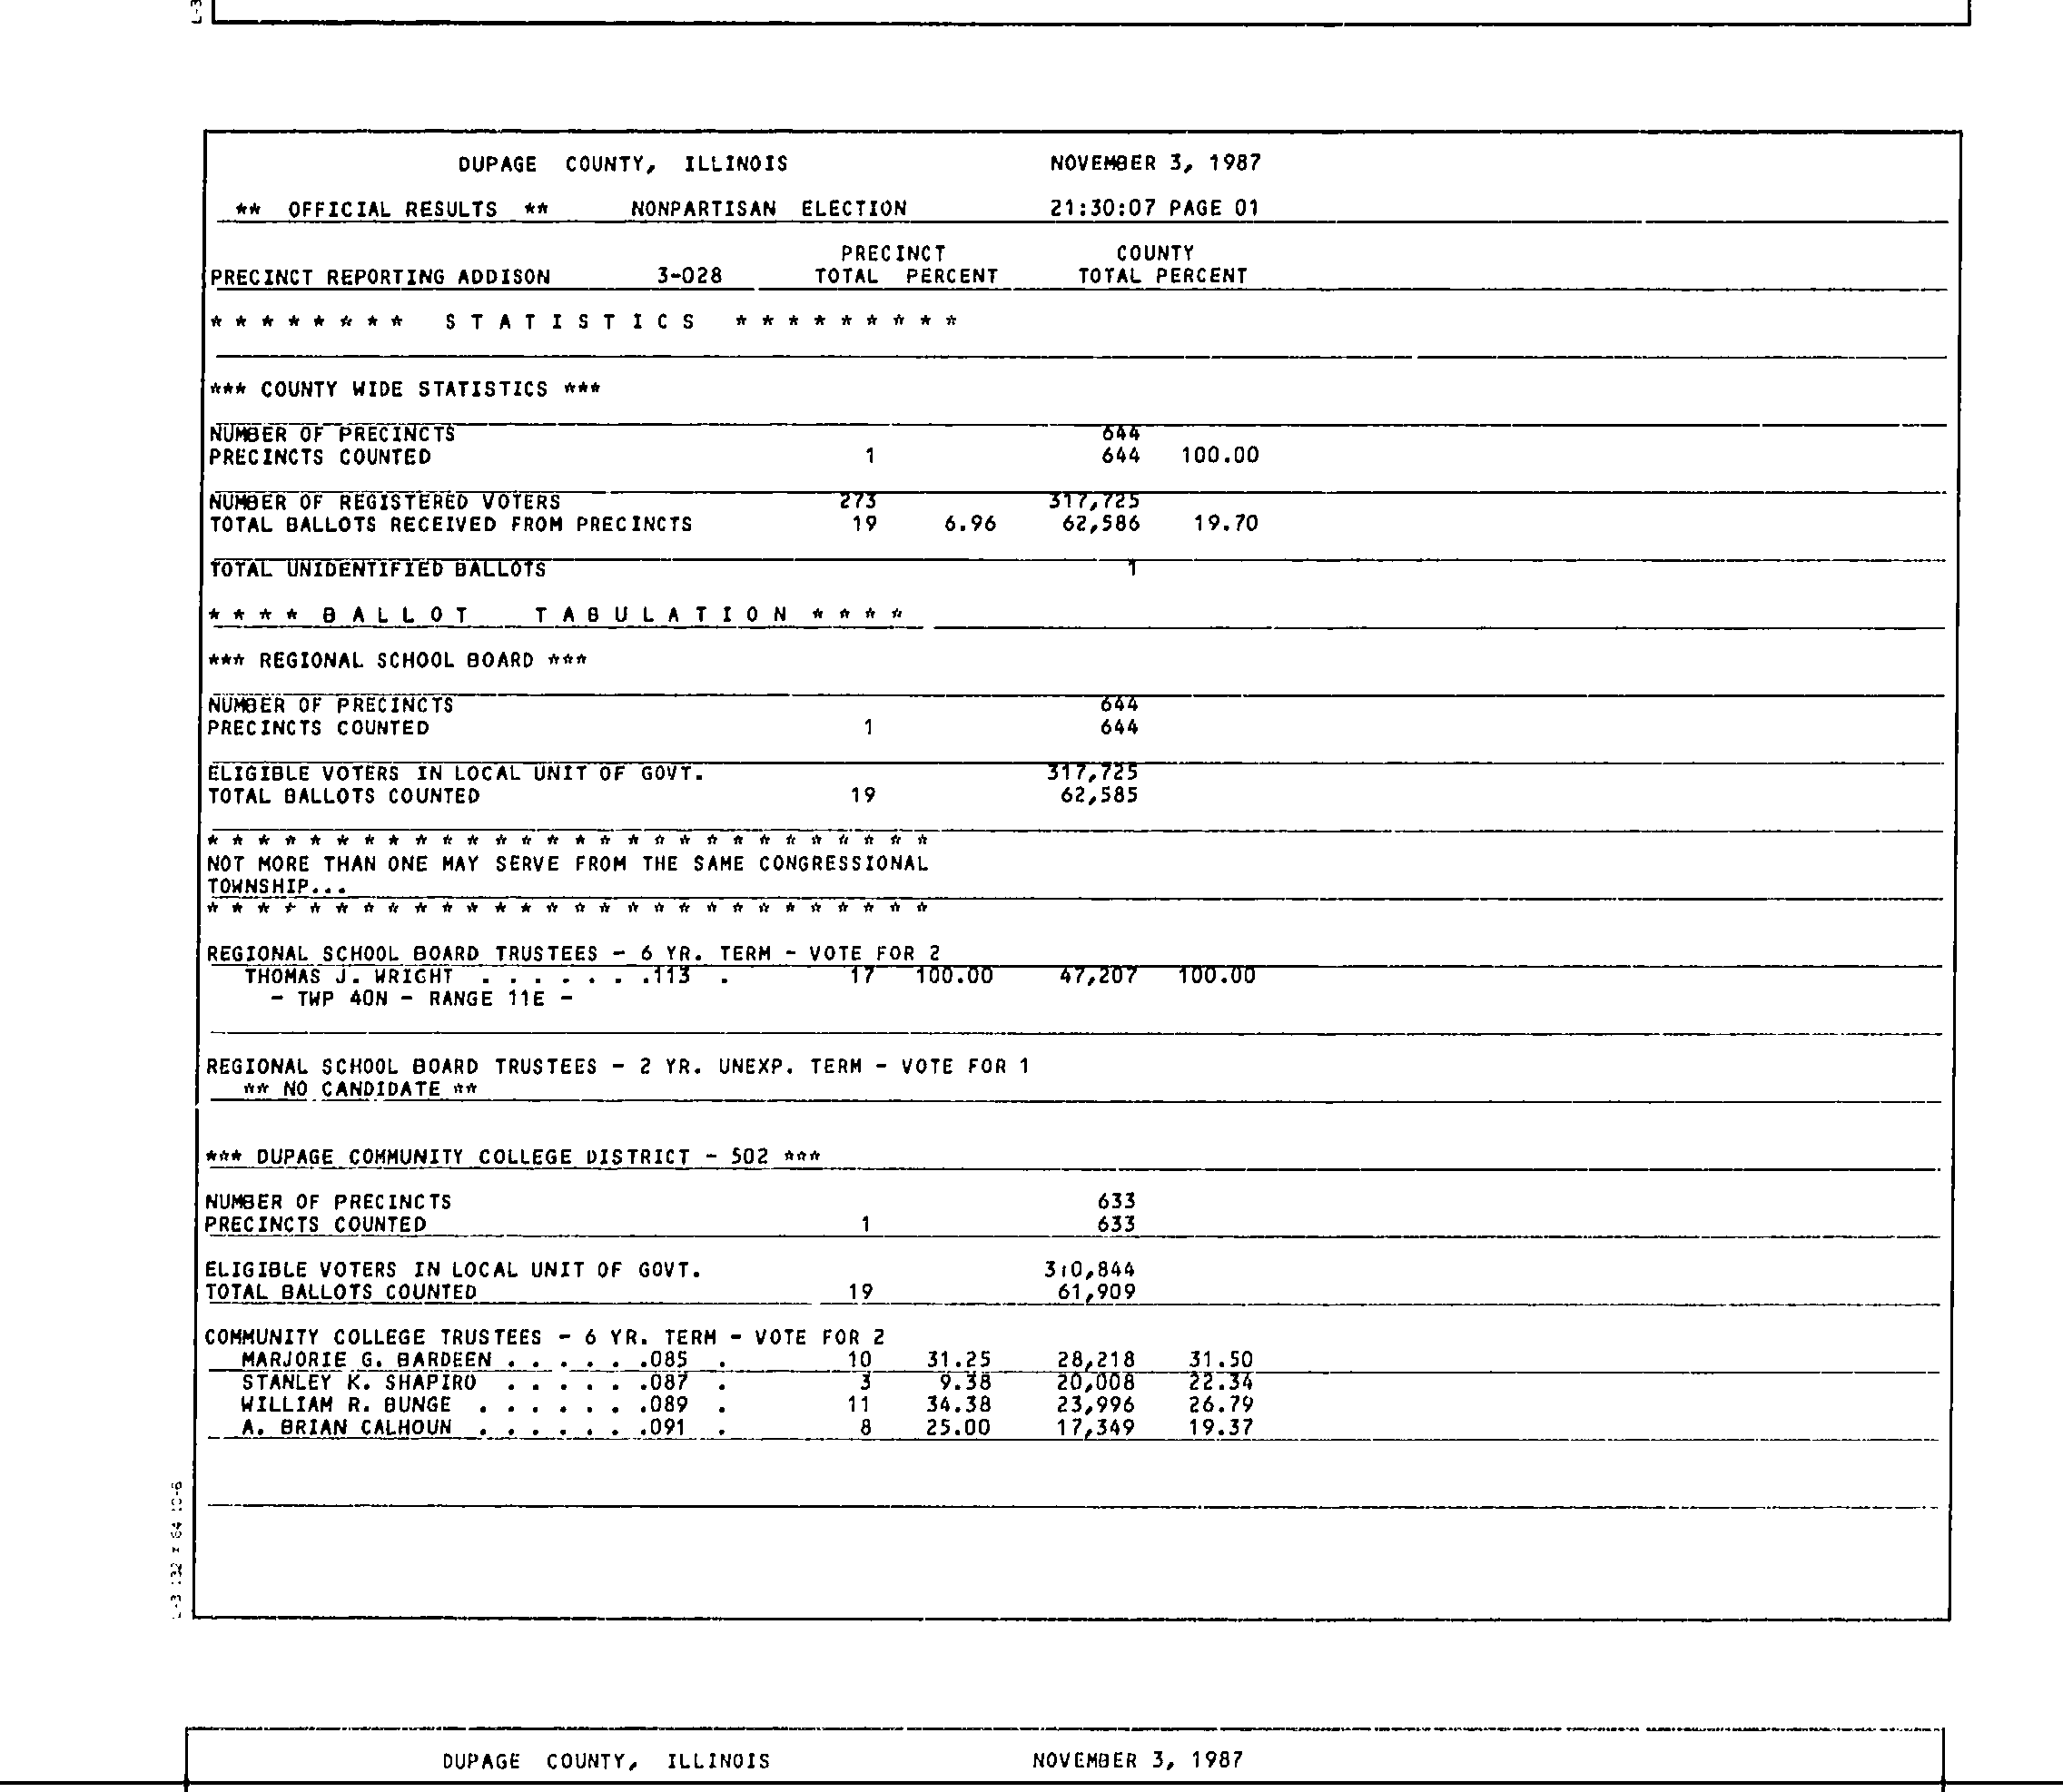 DUPAGE COUNTY, ILLINOIS NOVEMBER 3, 1987
** OFFICIAL RESULTS ** NONPARTISAN ELECTION 21:30:07 PAGE 01
PRECINCT COUNTY
PRECINCT REPORTING ADDISON 3-028 TOTAL PERCENT TOTAL PERCENT
* * * * * * * * S T A T I S T I C S * * * * * * * * *
*** COUNTY WIDE STATISTICS ***
NUMBER OF PRECINCTS 644
PRECINCTS COUNTED 1 644 100.00
NUMBER OF REGISTERED VOTERS 273 317,725
TOTAL BALLOTS RECEIVED FROM PRECINCTS 19 6.96 62,586 19.70
TOTAL UNIDENTIFIED BALLOTS 1
* * * * B A L L O T T A B U L A T I O N * * * *
*** REGIONAL SCHOOL BOARD ***
NUMBER OF PRECINCTS 644
PRECINCTS COUNTED 1 644
ELIGIBLE VOTERS IN LOCAL UNIT OF GOVT. 317,725
TOTAL BALLOTS COUNTED 19 62,585
* * * * * * * * * * * * * * * * * * * * * * * * * * * *
NOT MORE THAN ONE MAY SERVE FROM THE SAME CONGRESSIONAL
TOWNSHIP...
* * * * * * * * * * * * * * * * * * * * * * * * * * * *
REGIONAL SCHOOL BOARD TRUSTEES - 6 YR. TERM - VOTE FOR 2
THOMAS J. WRIGHT . . . . . . .113 . 17 100.00 47,207 100.00
- TWP 40N - RANGE 11E -
REGIONAL SCHOOL BOARD TRUSTEES - 2 YR. UNEXP. TERM - VOTE FOR 1
** NO CANDIDATE **
*** DUPAGE COMMUNITY COLLEGE DISTRICT - 502 ***
NUMBER OF PRECINCTS 633
PRECINCTS COUNTED 1 633
ELIGIBLE VOTERS IN LOCAL UNIT OF GOVT. 310,844
TOTAL BALLOTS COUNTED 19 61,909
COMMUNITY COLLEGE TRUSTEES - 6 YR. TERM - VOTE FOR 2
MARJORIE G. BARDEEN . . . . . .085 . 10 31.25 28,218 31.50
STANLEY K. SHAPIRO . . . . . .087 . 3 9.38 20,008 22.34
WILLIAM R. BUNGE . . . . . . .089 . 11 34.38 23,996 26.79
A. BRIAN CALHOUN . . . . . . .091 . 8 25.00 17,349 19.37
DUPAGE COUNTY, ILLINOIS NOVEMBER 3, 1987